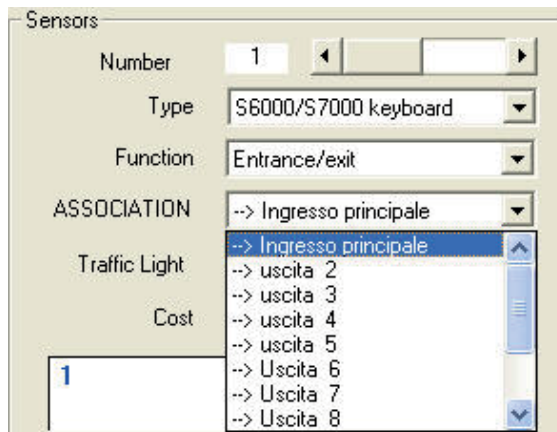 Sensors
Number 1
Type S6000/S7000 keyboard
Function Entrance/exit
ASSOCIATION --> Ingresso principale
--> Ingresso principale
Traffic Light --> uscita 2
--> uscita 3
Cost --> uscita 4
--> uscita 5
1 --> Uscita 6
--> Uscita 7
--> Uscita 8